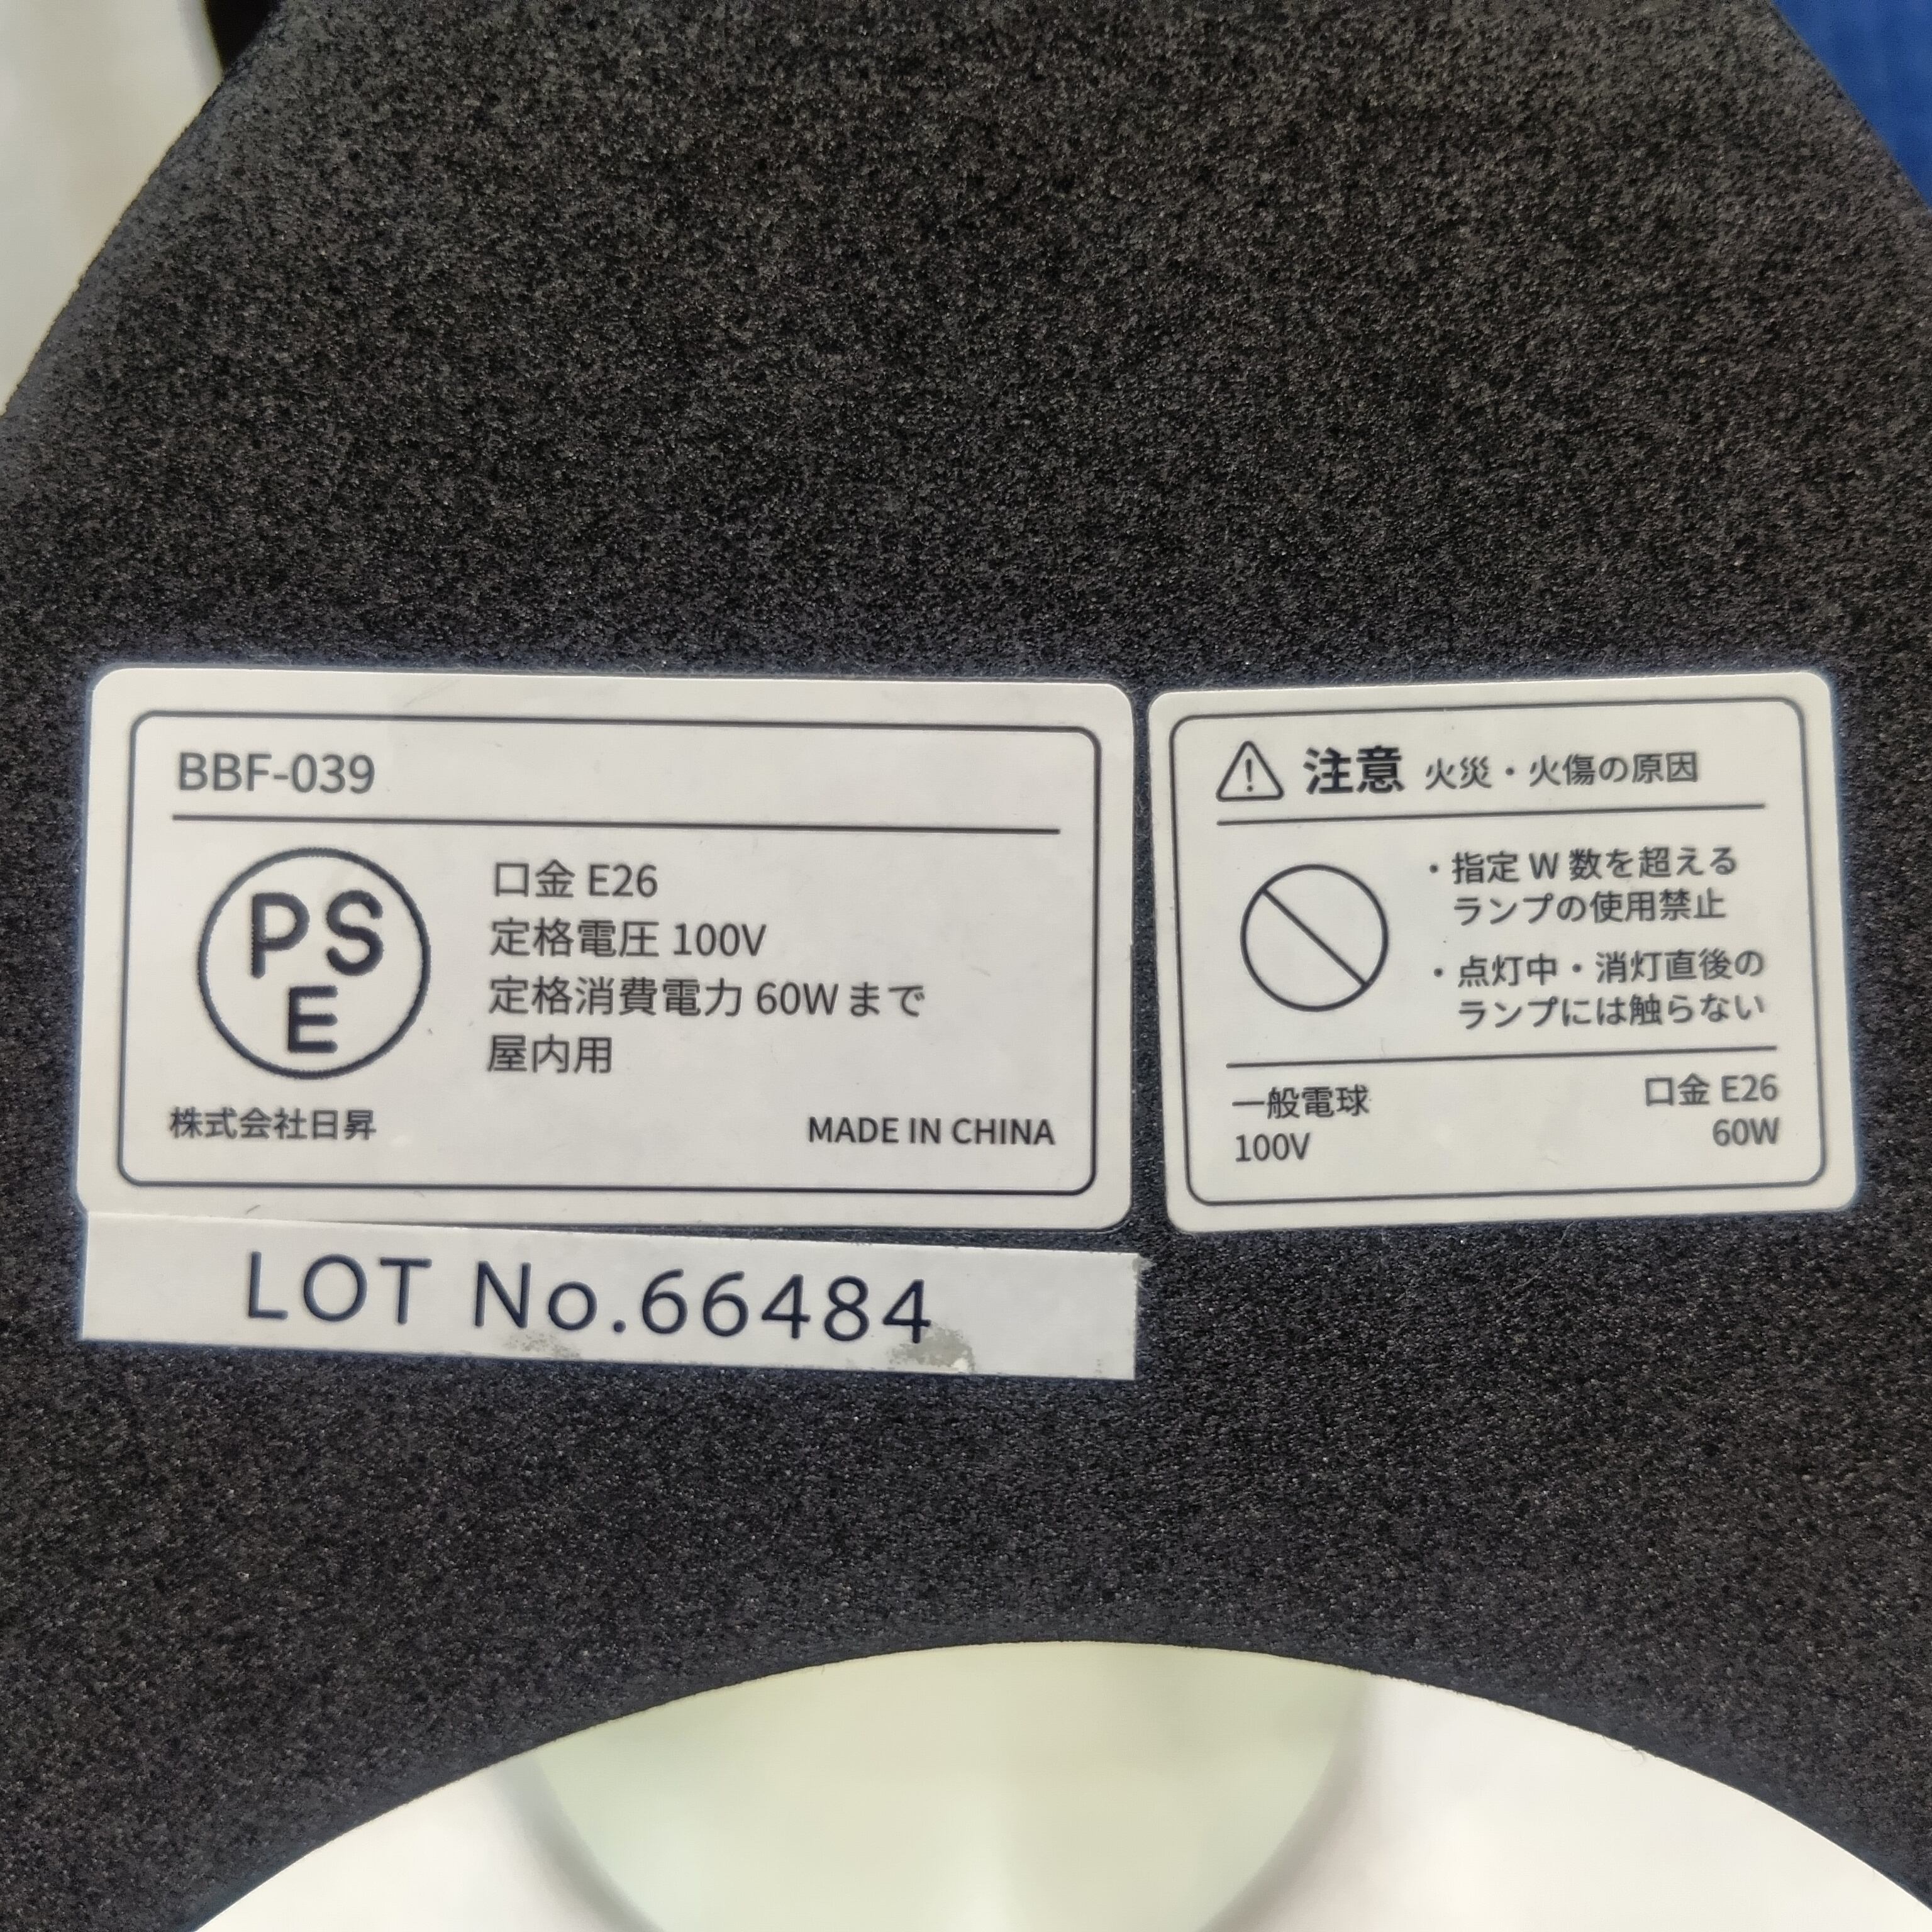 BBF-039
PS
E
口金 E26
定格電圧 100V
定格消費電力 60Wまで
屋内用
株式会社日昇
MADE IN CHINA
LOT No.66484
注意 火災・火傷の原因
・指定 W 数を超える
ランプの使用禁止
・点灯中・消灯直後の
ランプには触らない
一般電球
100V
口金 E26
60W